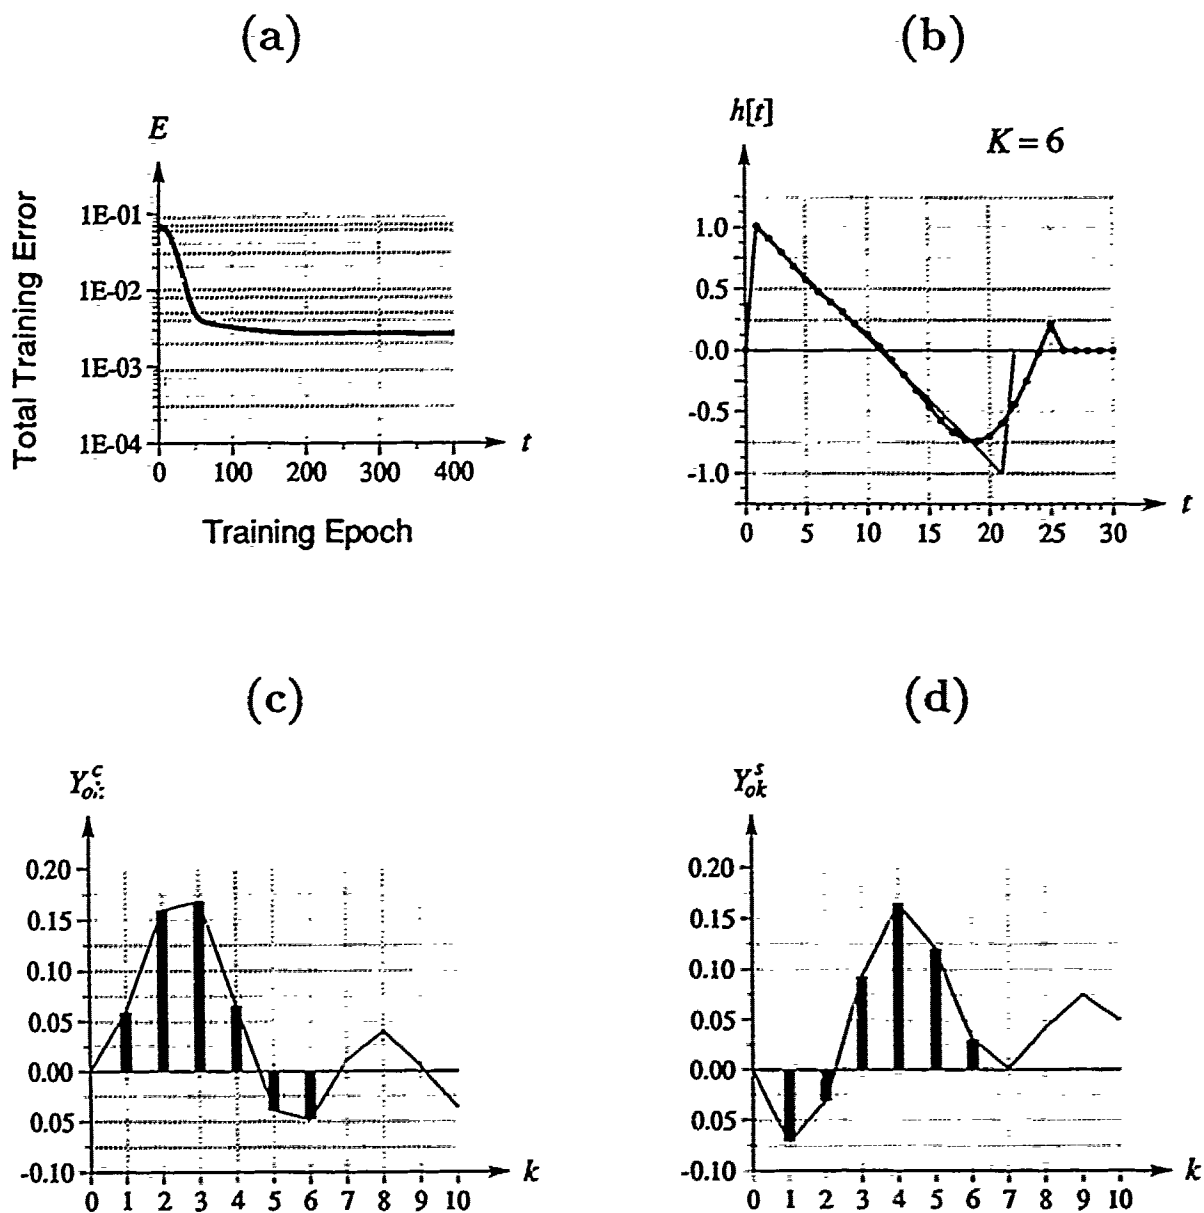 (a)
E
Total Training Error
1E-01
1E-02
1E-03
1E-04
0 100 200 300 400 t
Training Epoch
(b)
h[t]
K = 6
1.0
0.5
0.0
-0.5
-1.0
0 5 10 15 20 25 30 t
(c)
0.20
0.15
0.10
0.05
0.00
0.05
-0.10
0 1 2 3 4 5 6 7 8 9 10 k
(d)
Y^s_ok
0.20
0.15
0.10
0.05
0.00
0.05
-0.10
0 1 2 3 4 5 6 7 8 9 10 k